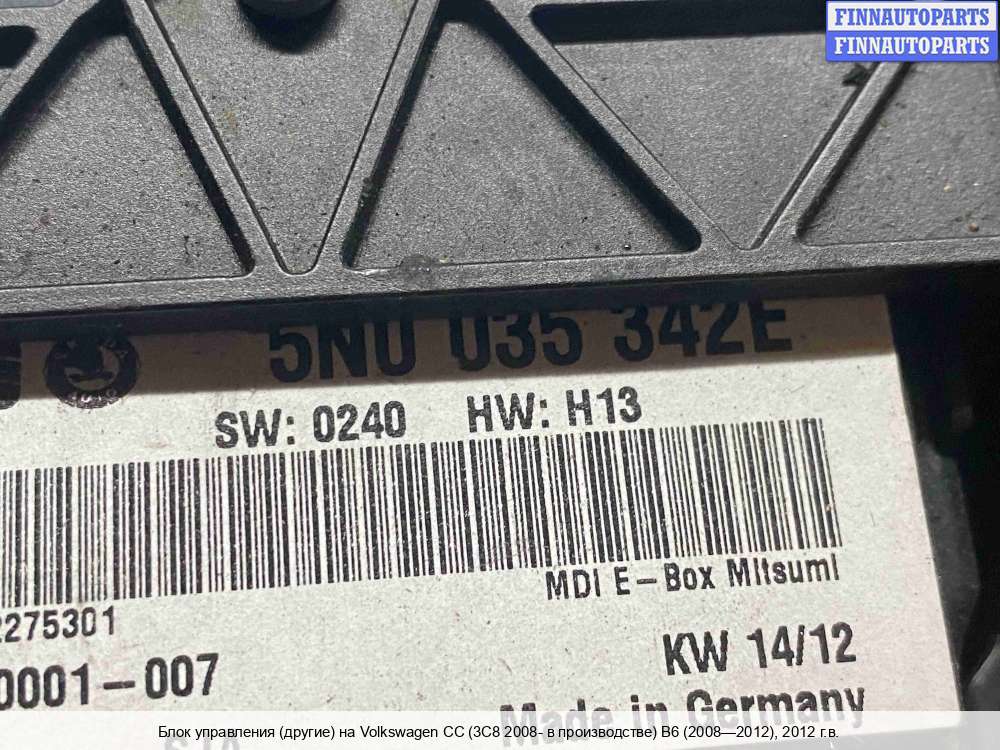 FINNAUTOPARTS
FINNAUTOPARTS
5N0 035 342E
SW: 0240 HW: H13
MDI E-Box Mitsumi
2275301
0001-007
KW 14/12
Made in Germany
Блок управления (другие) на Volkswagen CC (3C8 2008- в производстве) B6 (2008—2012), 2012 г.в.